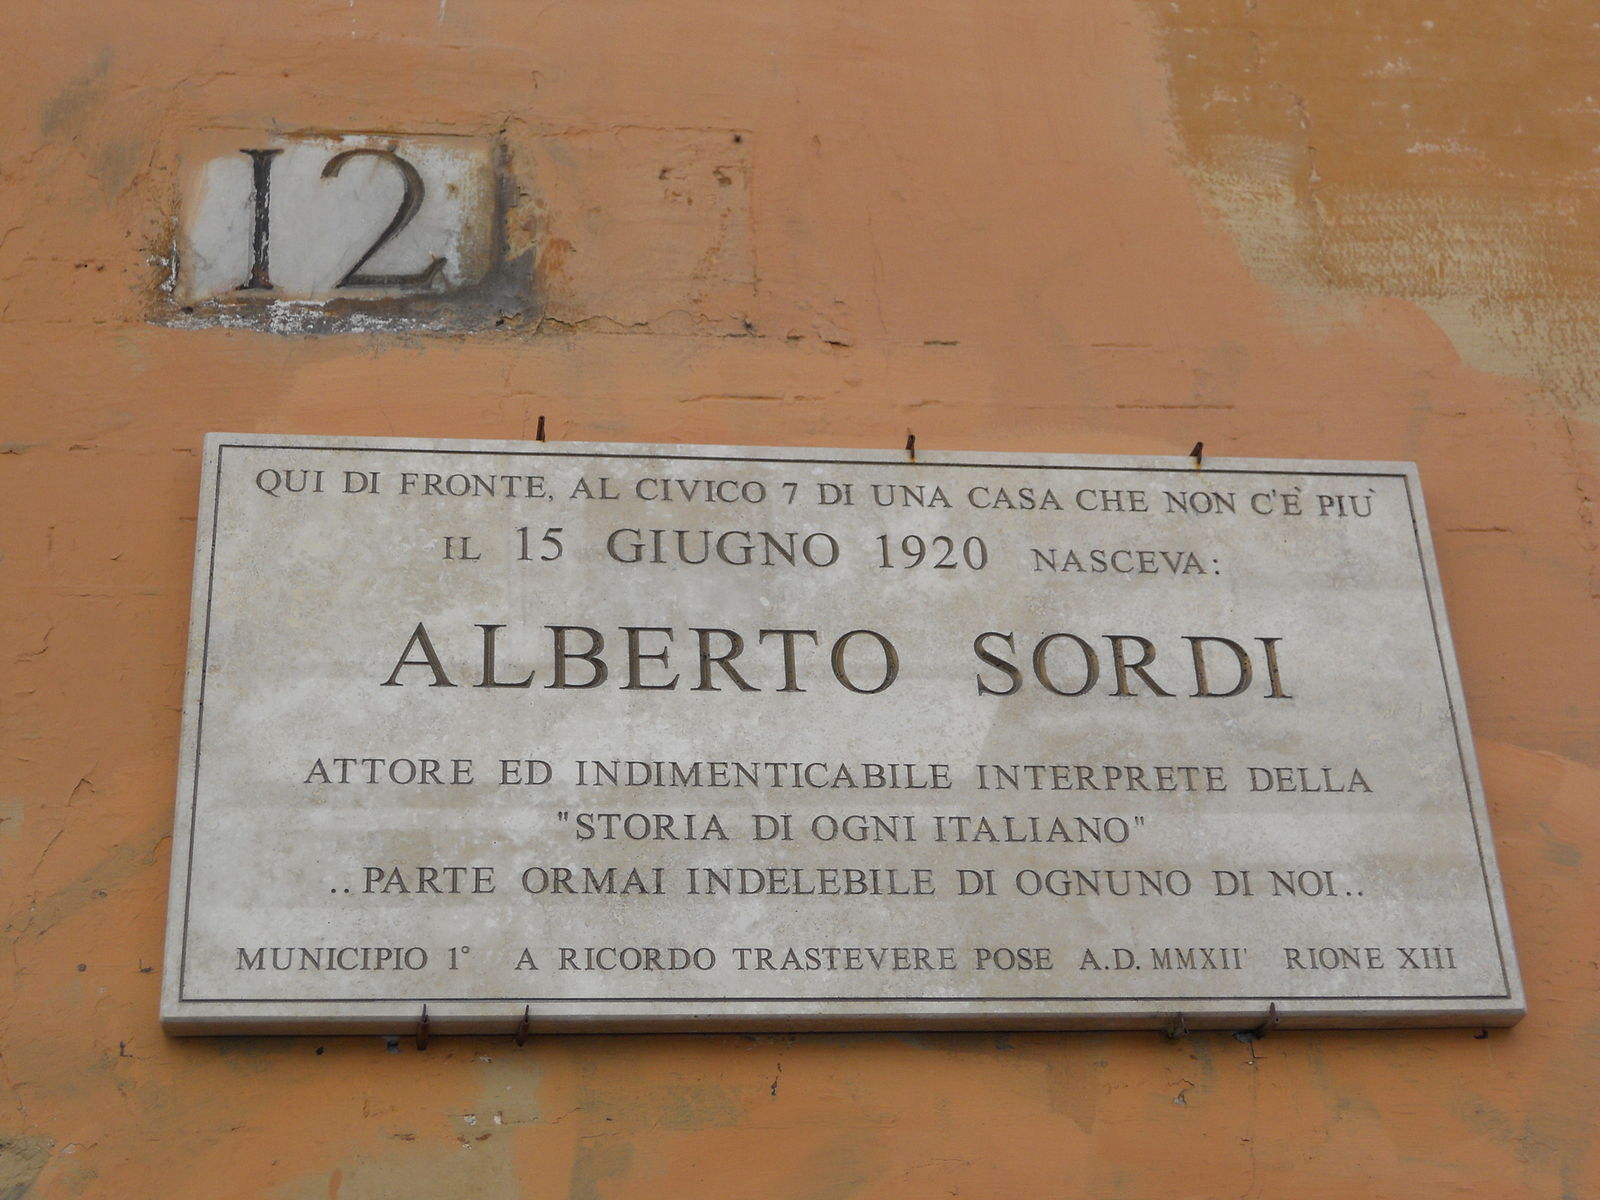 12
QUI DI FRONTE, AL CIVICO 7 DI UNA CASA CHE NON C'E' PIU'
IL 15 GIUGNO 1920 NASCEVA:
ALBERTO SORDI
ATTORE ED INDIMENTICABILE INTERPRETE DELLA
"STORIA DI OGNI ITALIANO"
..PARTE ORMAI INDELEBILE DI OGNUNO DI NOI..
MUNICIPIO 1° A RICORDO TRASTEVERE POSE A.D. MMXII' RIONE XIII